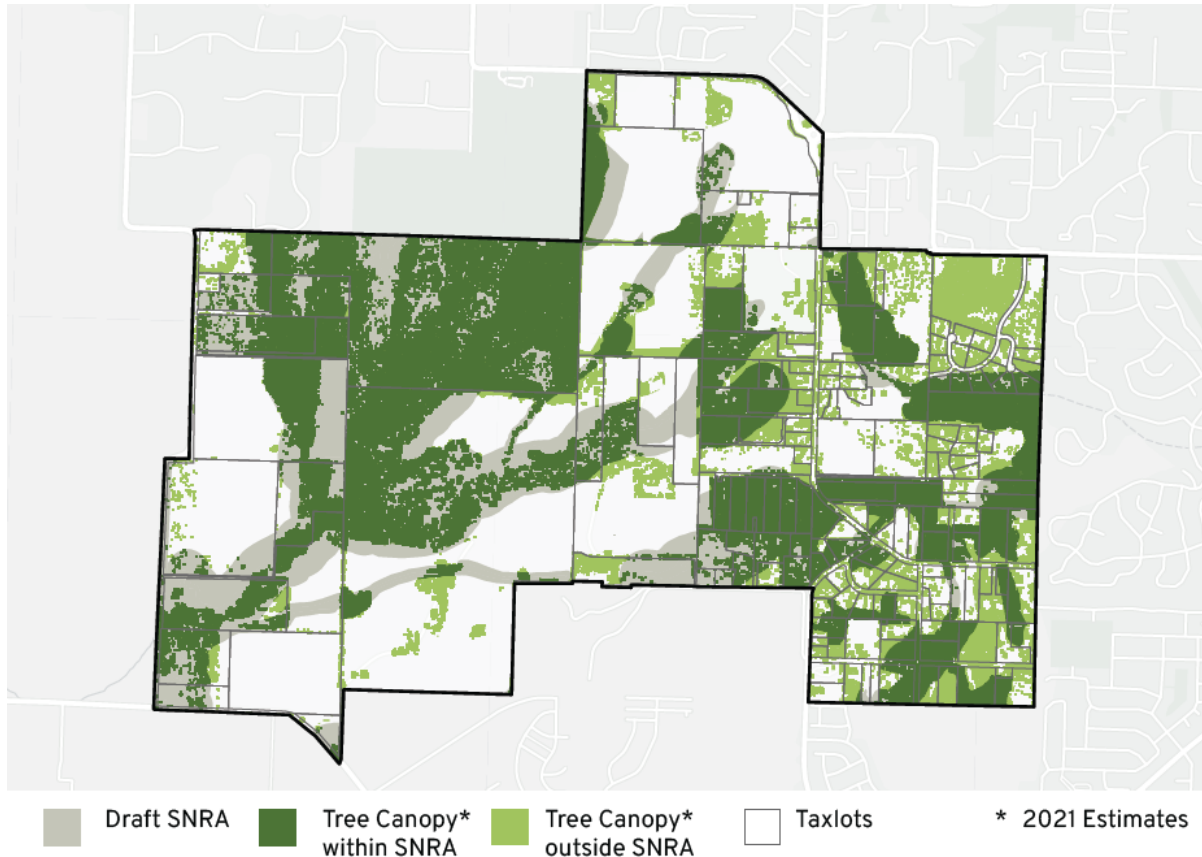 Draft SNRA
Tree Canopy*
within SNRA
Tree Canopy*
outside SNRA
Taxlots
* 2021 Estimates